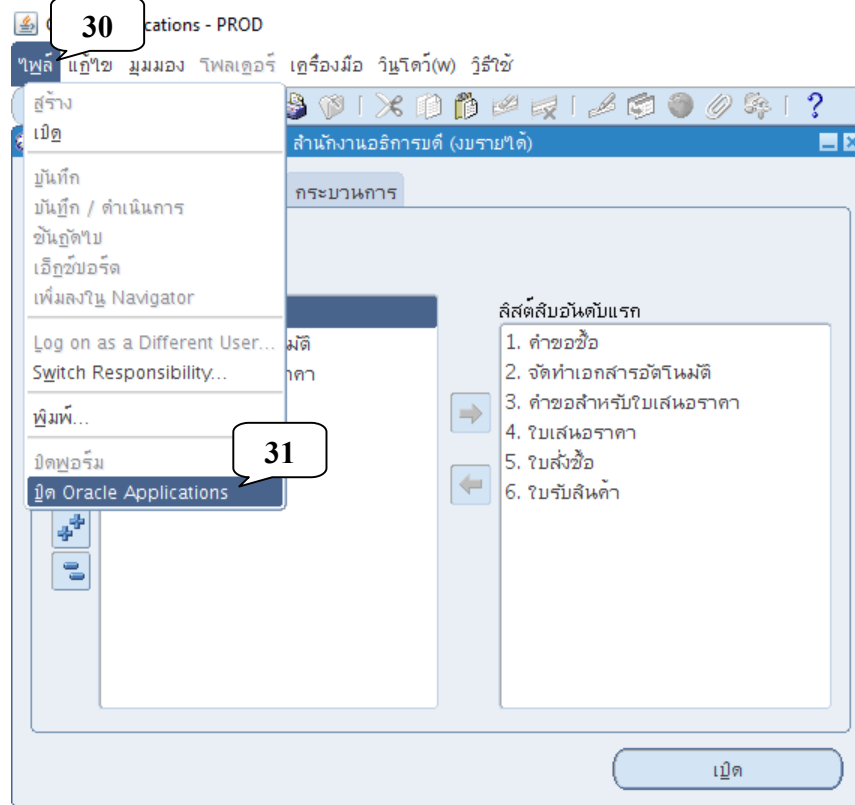 30
cations - PROD
ไฟล์ แก้ไข มุมมอง โฟลเดอร์ เครื่องมือ วินโดว์(w) วิธีใช้
สร้าง
เปิด
สำนักงานอธิการบดี (งบรายได้)
บันทึก
กระบวนการ
บันทึก / ดำเนินการ
ขั้นถัดไป
เอ็กซ์ปอร์ต
เพิ่มลงใน Navigator
ลิสต์สิบอันดับแรก
Log on as a Different User...
มัติ
1. คำขอซื้อ
Switch Responsibility...
าคา
2. จัดทำเอกสารอัตโนมัติ
3. คำขอสำหรับใบเสนอราคา
พิมพ์...
4. ใบเสนอราคา
31
ปิดฟอร์ม
5. ใบสั่งซื้อ
ปิด Oracle Applications
6. ใบรับสินค้า
เปิด